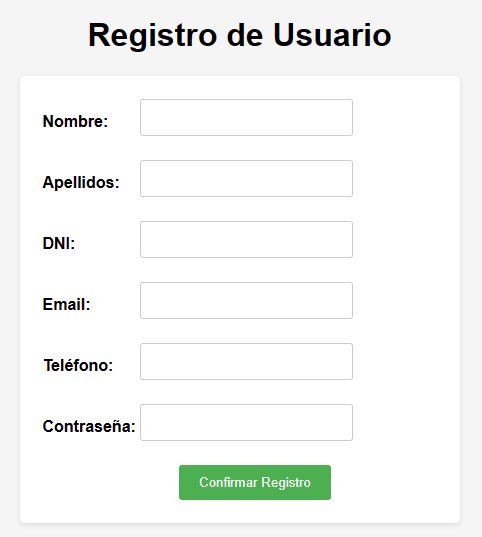 Registro de Usuario
Nombre:
Apellidos:
DNI:
Email:
Teléfono:
Contraseña:
Confirmar Registro